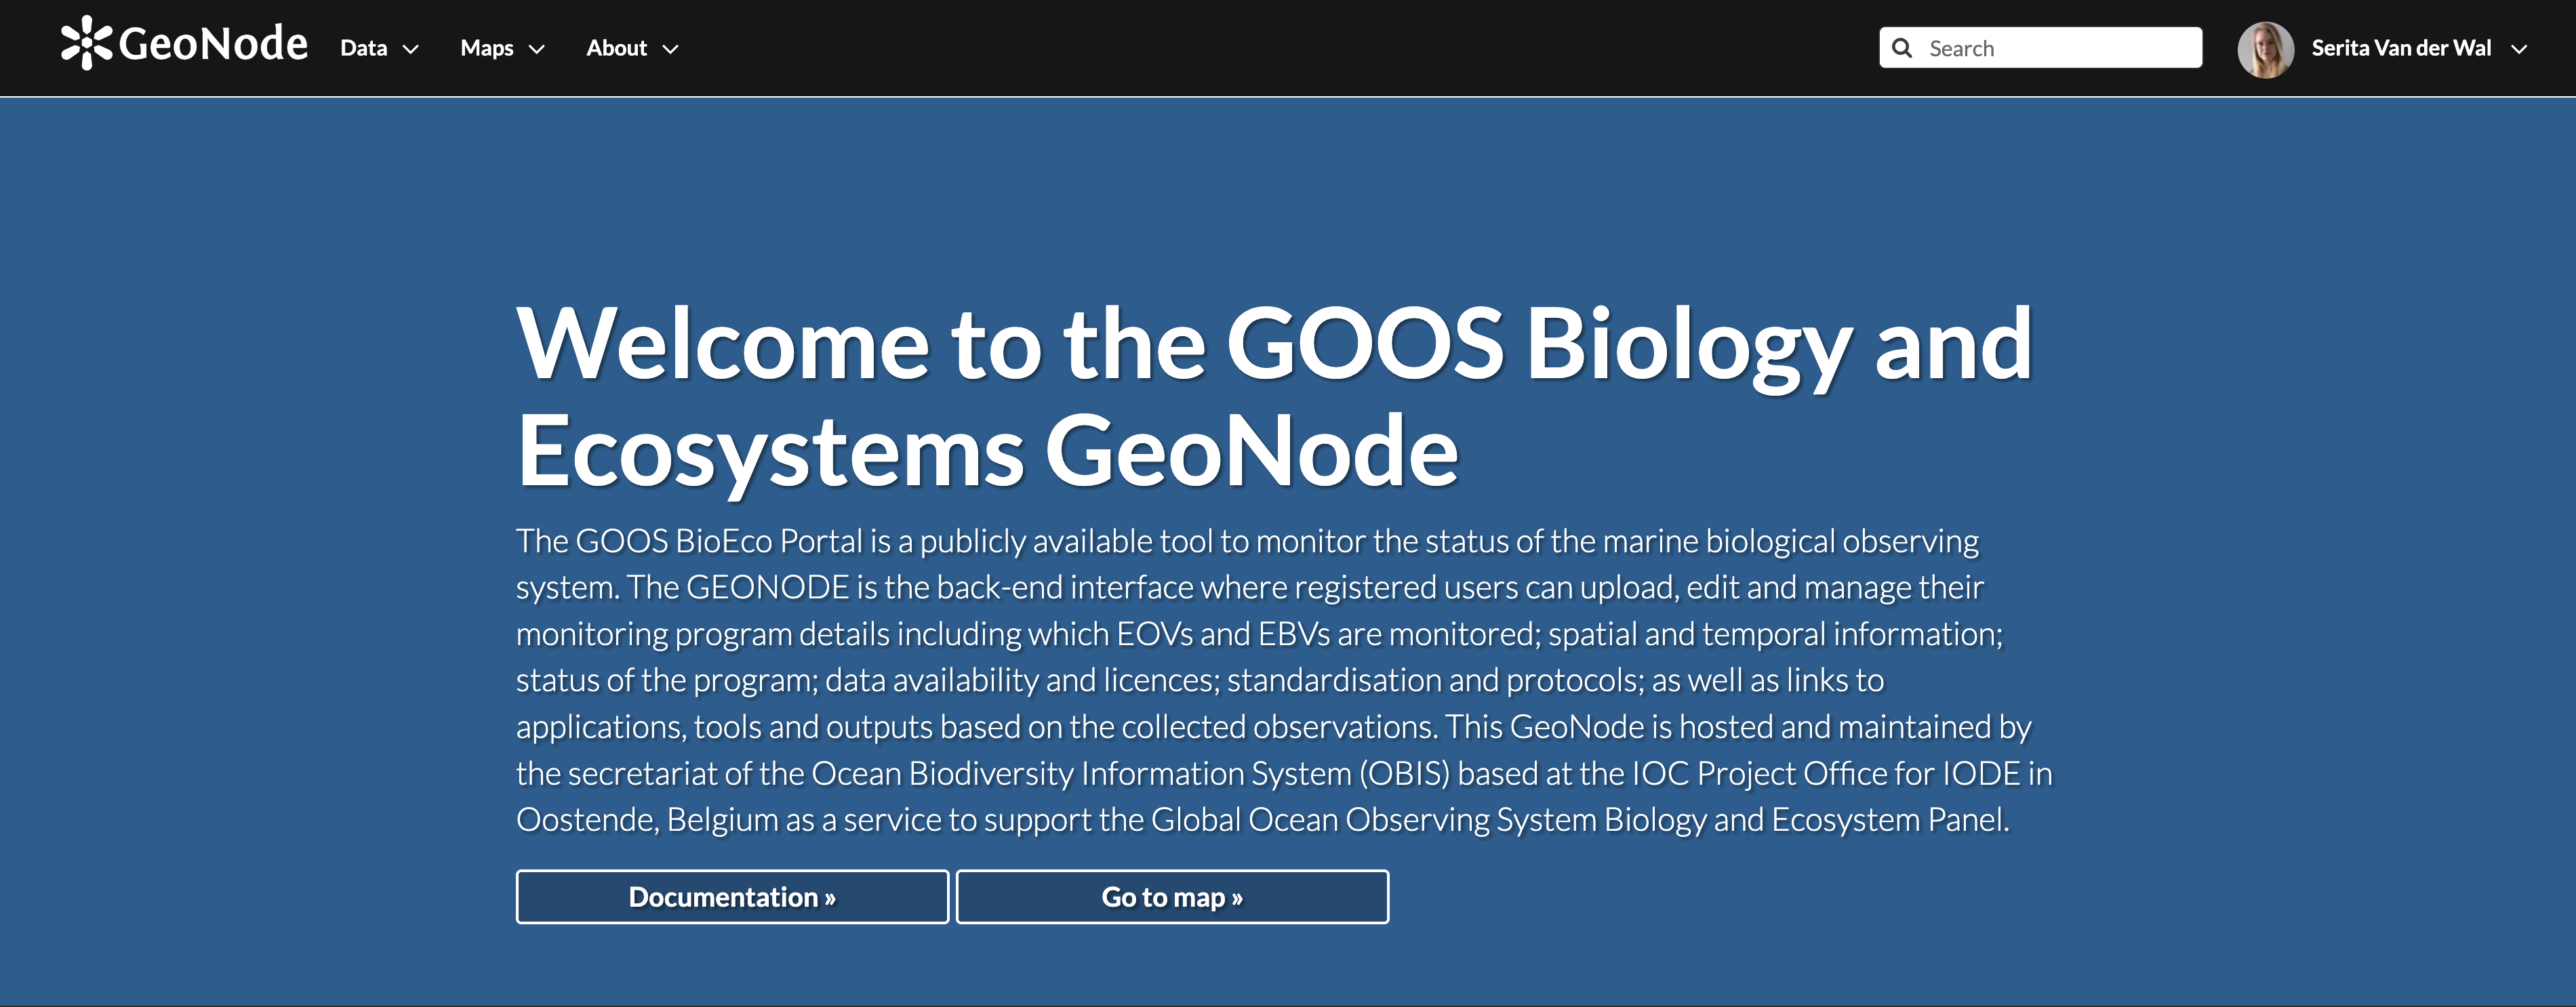 GeoNode Data Maps About Search Serita Van der Wal
Welcome to the GOOS Biology and
Ecosystems GeoNode
The GOOS BioEco Portal is a publicly available tool to monitor the status of the marine biological observing
system. The GEONODE is the back-end interface where registered users can upload, edit and manage their
monitoring program details including which EOVs and EBVs are monitored; spatial and temporal information;
status of the program; data availability and licences; standardisation and protocols; as well as links to
applications, tools and outputs based on the collected observations. This GeoNode is hosted and maintained by
the secretariat of the Ocean Biodiversity Information System (OBIS) based at the IOC Project Office for IODE in
Oostende, Belgium as a service to support the Global Ocean Observing System Biology and Ecosystem Panel.
Documentation » Go to map »